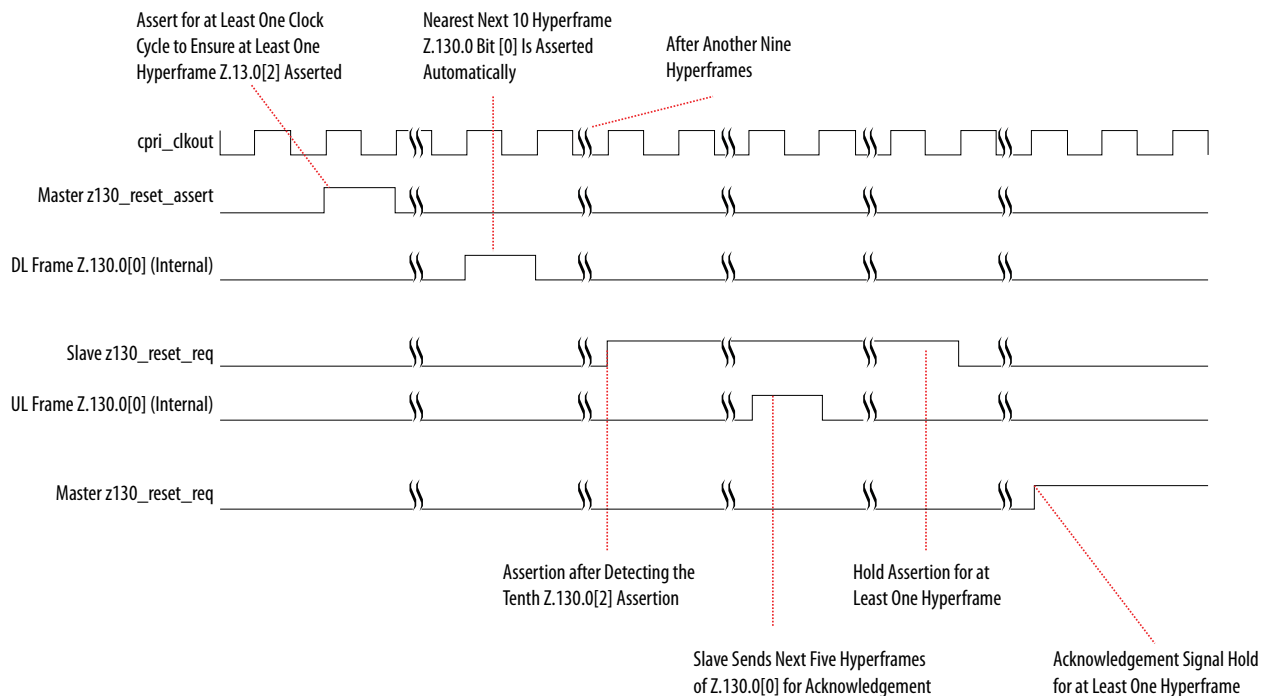 Assert for at Least One Clock
Cycle to Ensure at Least One
Hyperframe Z.13.0[2] Asserted
Nearest Next 10 Hyperframe
Z.130.0 Bit [0] Is Asserted
Automatically
After Another Nine
Hyperframes
cpri_clkout
Master z130_reset_assert
DL Frame Z.130.0[0] (Internal)
Slave z130_reset_req
UL Frame Z.130.0[0] (Internal)
Master z130_reset_req
Assertion after Detecting the
Tenth Z.130.0[2] Assertion
Hold Assertion for at
Least One Hyperframe
Slave Sends Next Five Hyperframes
of Z.130.0[0] for Acknowledgement
Acknowledgement Signal Hold
for at Least One Hyperframe